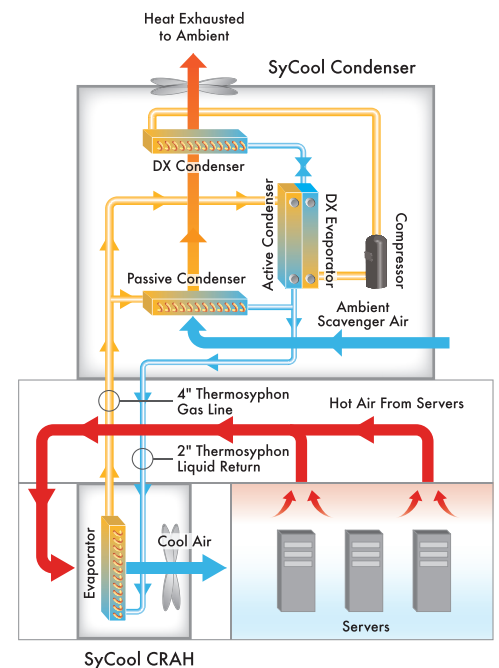 Heat Exhausted
to Ambient
SyCool Condenser
DX Condenser
Active Condenser
DX Evaporator
Compressor
Passive Condenser
Ambient
Scavenger Air
4" Thermosyphon
Gas Line
Hot Air From Servers
2" Thermosyphon
Liquid Return
Evaporator
Cool Air
Servers
SyCool CRAH